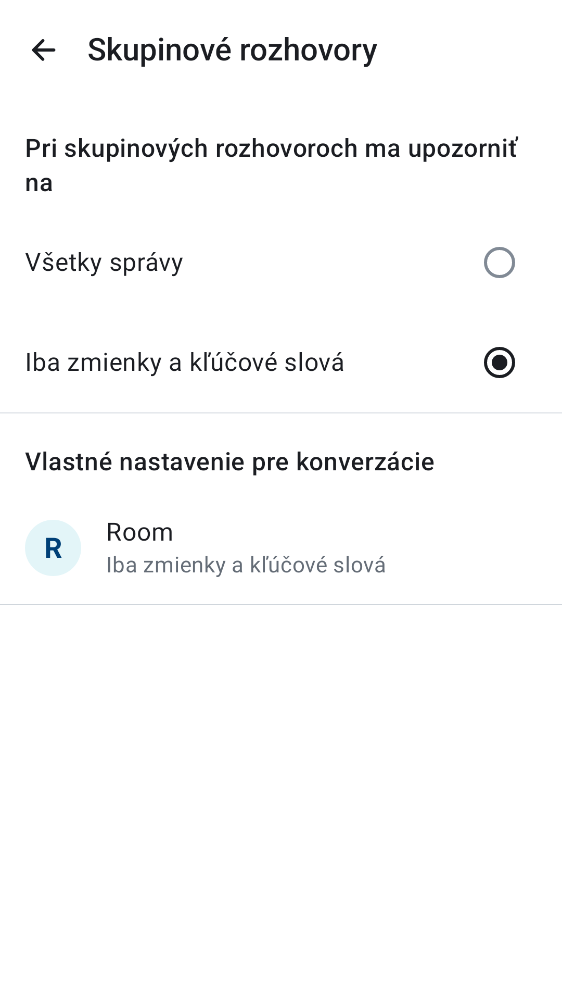 Skupinové rozhovory
Pri skupinových rozhovoroch ma upozorniť
na
Všetky správy
Iba zmienky a kľúčové slová
Vlastné nastavenie pre konverzácie
R
Room
Iba zmienky a kľúčové slová